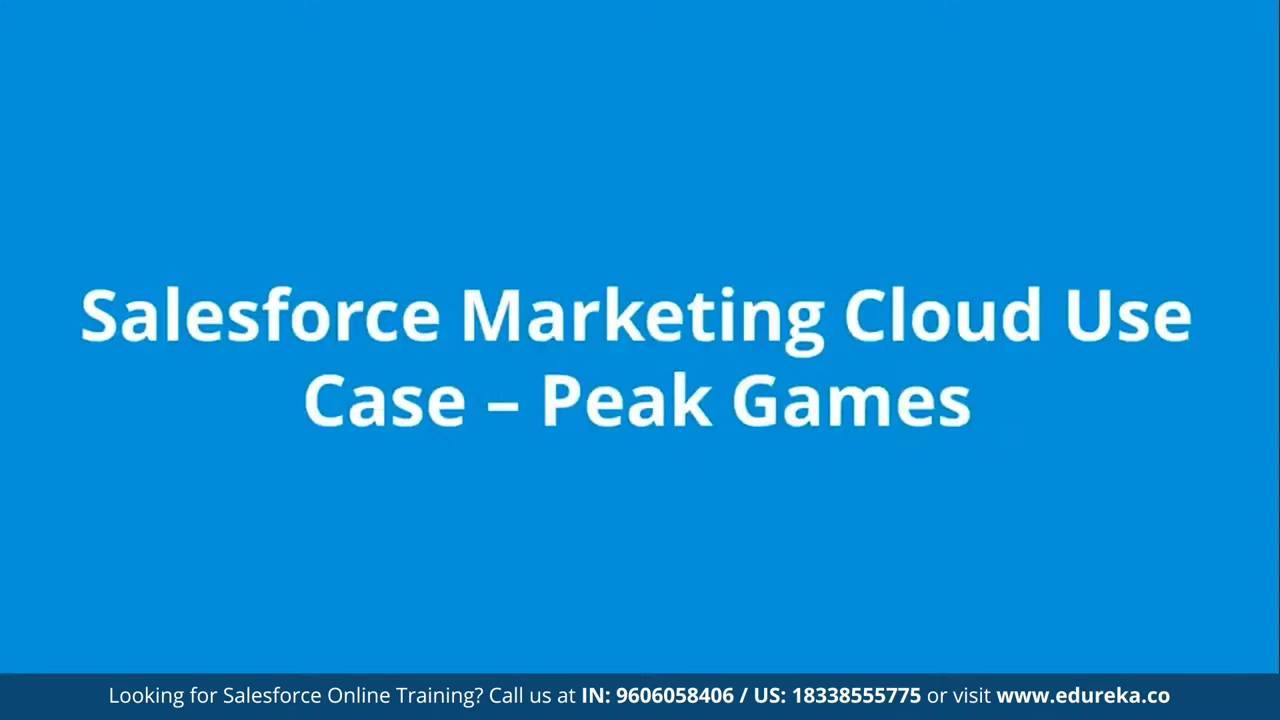 Salesforce Marketing Cloud Use
Case – Peak Games
Looking for Salesforce Online Training? Call us at IN: 9606058406 / US: 18338555775 or visit www.edureka.co